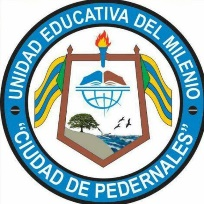 UNIDAD EDUCATIVA DEL MILENIO
"CIUDAD DE PEDERNALES"